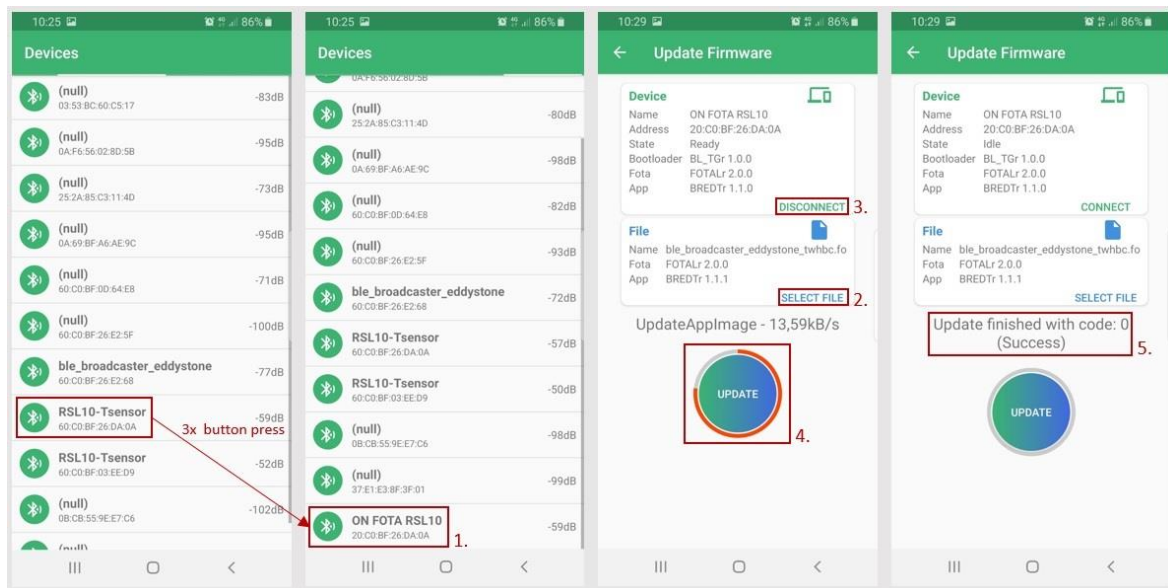 10:25
86%
Devices
(null)
03:53:BC:60:C5:17
-83dB
(null)
0A:F6:56:02:8D:5B
-95dB
(null)
25:2A:85:C3:11:4D
-73dB
(null)
0A:69:BF:A6:AE:9C
-95dB
(null)
60:C0:BF:0D:64:E8
-71dB
(null)
60:C0:BF:26:E2:5F
-100dB
ble_broadcaster_eddystone
60:C0:BF:26:E2:68
-77dB
RSL10-Tsensor
60:C0:BF:26:DA:0A
-59dB
3x button press
RSL10-Tsensor
60:C0:BF:03:EE:D9
-52dB
(null)
0B:CB:55:9E:E7:C6
-102dB
(null)
10:25
86%
Devices
0A:F6:56:02:8D:5B
(null)
25:2A:85:C3:11:4D
-80dB
(null)
0A:69:BF:A6:AE:9C
-98dB
(null)
60:C0:BF:0D:64:E8
-82dB
(null)
60:C0:BF:26:E2:5F
-93dB
ble_broadcaster_eddystone
60:C0:BF:26:E2:68
-72dB
RSL10-Tsensor
60:C0:BF:26:DA:0A
-57dB
RSL10-Tsensor
60:C0:BF:03:EE:D9
-50dB
(null)
0B:CB:55:9E:E7:C6
-98dB
(null)
37:E1:E3:8F:3F:01
-99dB
ON FOTA RSL10
20:C0:BF:26:DA:0A
-59dB
1.
10:29
86%
Update Firmware
Device
Name ON FOTA RSL10
Address 20:C0:BF:26:DA:0A
State Ready
Bootloader BL_TGr 1.0.0
Fota FOTALr 2.0.0
App BREDTr 1.1.0
DISCONNECT 3.
File
Name ble_broadcaster_eddystone_twhbc.fo
Fota FOTALr 2.0.0
App BREDTr 1.1.1
SELECT FILE 2.
UpdateAppImage - 13,59kB/s
UPDATE
4.
10:29
86%
Update Firmware
Device
Name ON FOTA RSL10
Address 20:C0:BF:26:DA:0A
State Idle
Bootloader BL_TGr 1.0.0
Fota FOTALr 2.0.0
App BREDTr 1.1.0
CONNECT
File
Name ble_broadcaster_eddystone_twhbc.fo
Fota FOTALr 2.0.0
App BREDTr 1.1.1
SELECT FILE
Update finished with code: 0
(Success)
5.
UPDATE